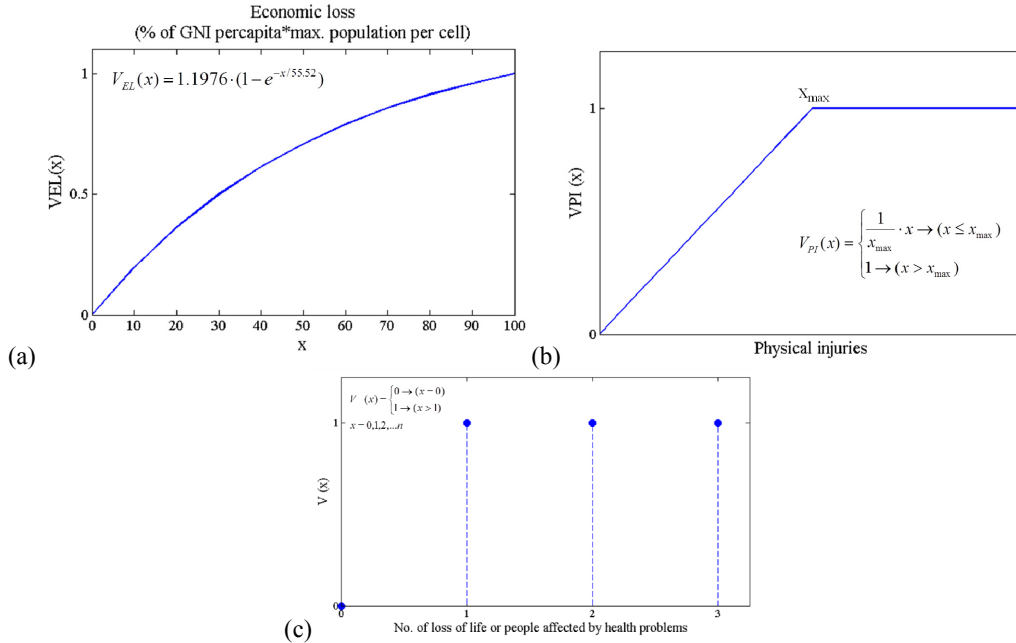 Economic loss
(% of GNI percapita*max. population per cell)
V_EL(x) = 1.1976·(1−e^{−x/55.52})
1
0.5
0
VEL(x)
0 10 20 30 40 50 60 70 80 90 100
x
(a)
X_max
1
0
VPI (x)
V_PI(x) = { 1/x_max · x → (x ≤ x_max)
1 → (x > x_max)
Physical injuries
(b)
V (x) = { 0 → (x = 0)
1 → (x > 1)
x = 0,1,2,...n
1
0
V (x)
0 1 2 3
No. of loss of life or people affected by health problems
(c)